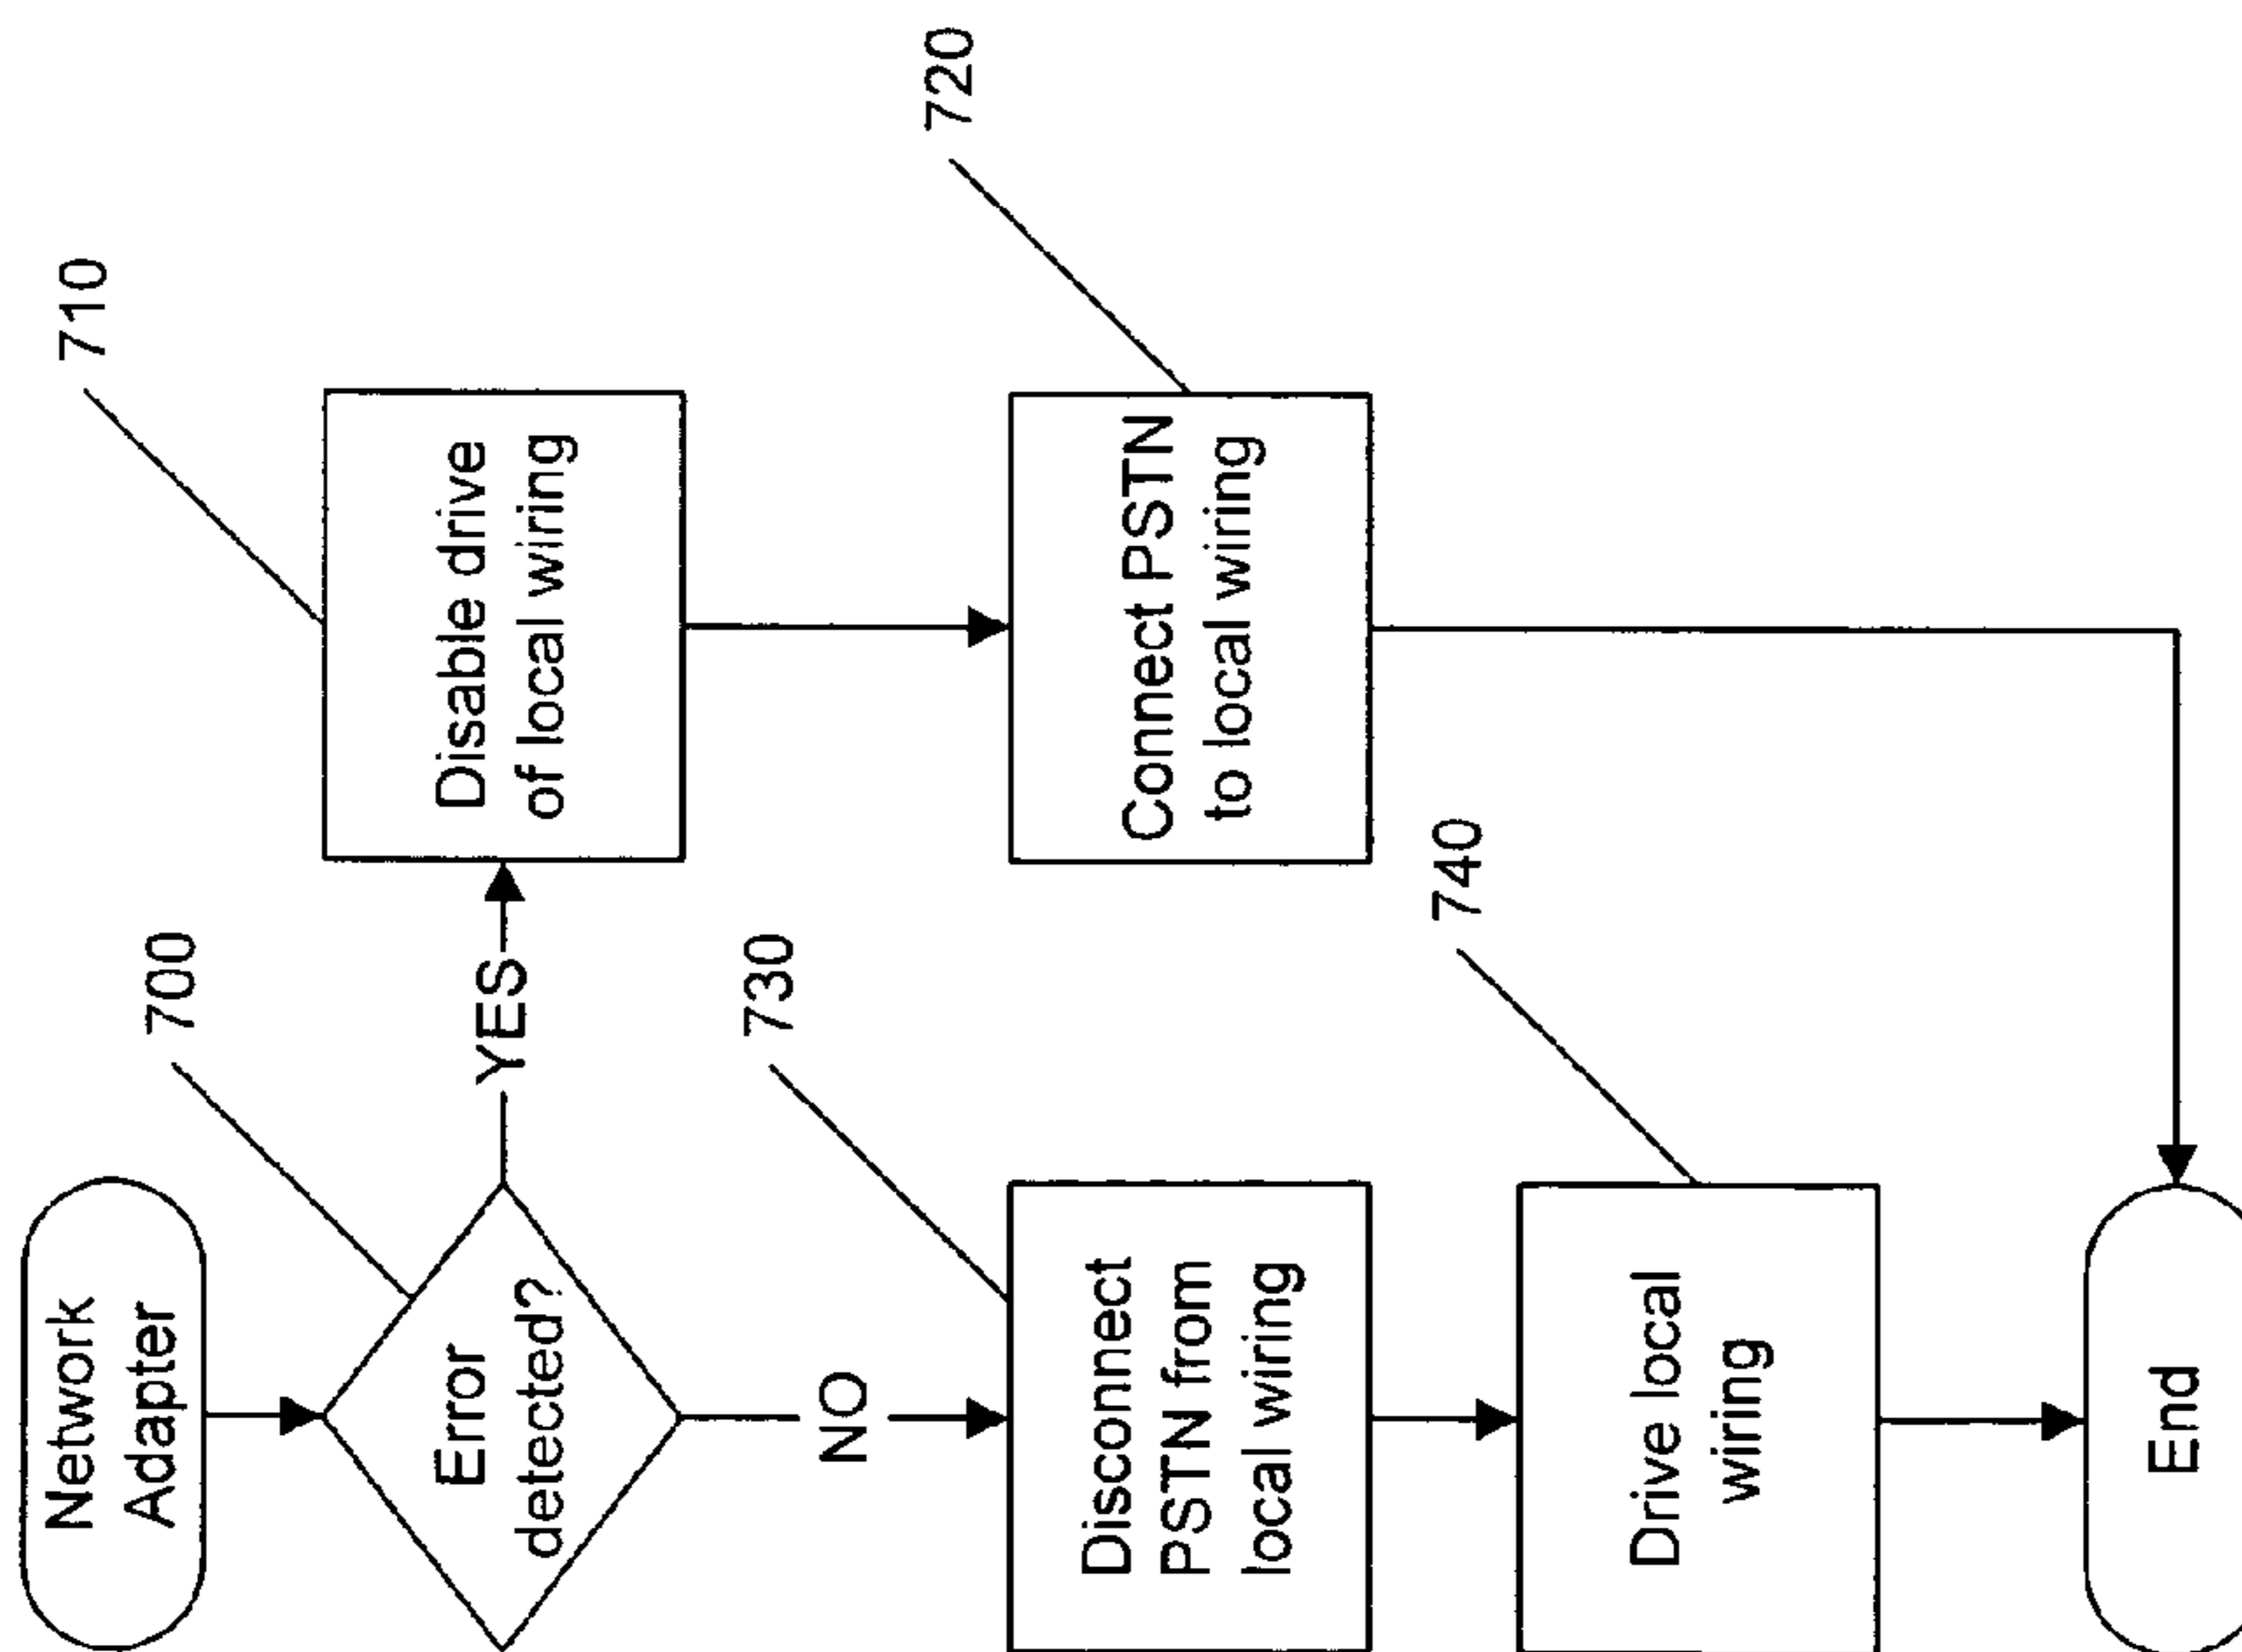 Network
Adapter
700
Error
detected?
YES
710
Disable drive
of local wiring
720
Connect PSTN
to local wiring
NO
730
Disconnect
PSTN from
local wiring
740
Drive local
wiring
End